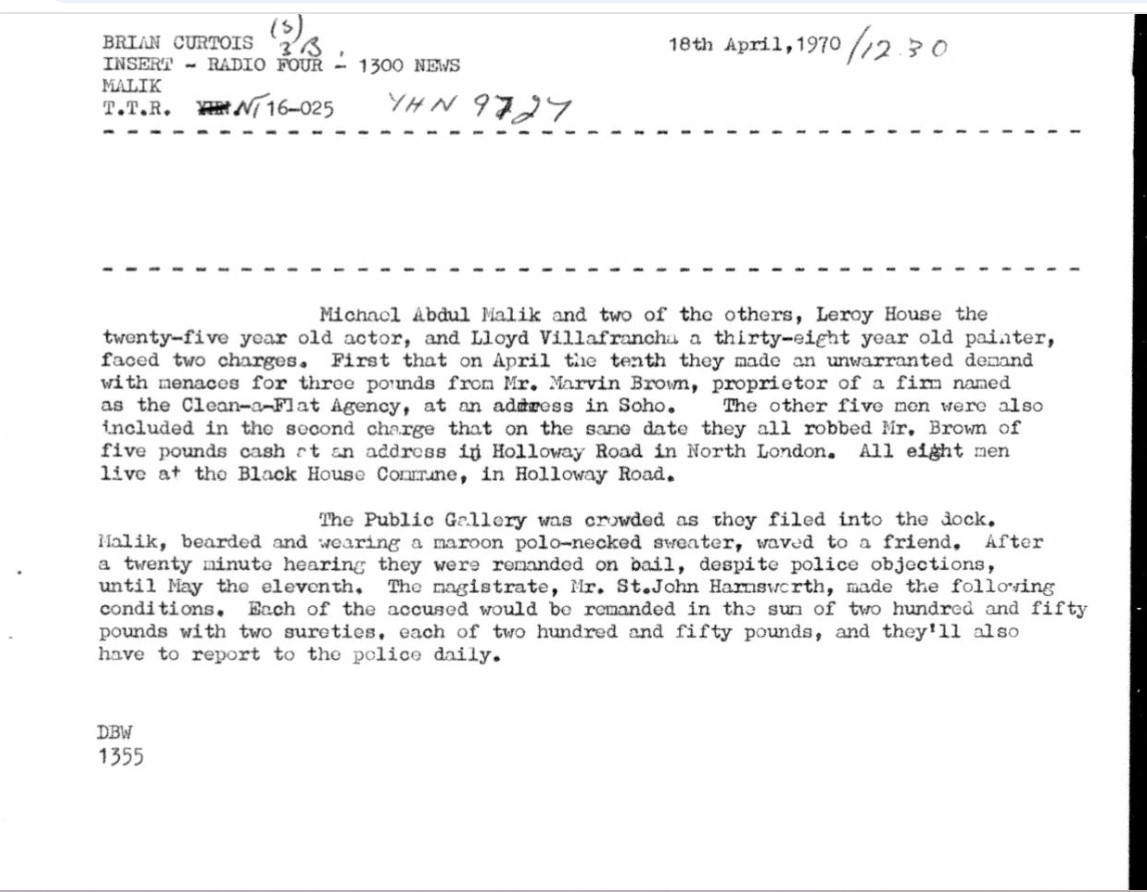 BRIAN CURTOIS (S) 3B.
18th April,1970 /12.30
INSERT - RADIO FOUR - 1300 NEWS
MALIK
T.T.R. N/16-025 YHN 9727
Michael Abdul Malik and two of the others, Leroy House the
twenty-five year old actor, and Lloyd Villafrancha a thirty-eight year old painter,
faced two charges. First that on April the tenth they made an unwarranted demand
with menaces for three pounds from Mr. Marvin Brown, proprietor of a firm named
as the Clean-a-Flat Agency, at an address in Soho. The other five men were also
included in the second charge that on the same date they all robbed Mr. Brown of
five pounds cash at an address in Holloway Road in North London. All eight men
live at the Black House Commune, in Holloway Road.
The Public Gallery was crowded as they filed into the dock.
Malik, bearded and wearing a maroon polo-necked sweater, waved to a friend. After
a twenty minute hearing they were remanded on bail, despite police objections,
until May the eleventh. The magistrate, Mr. St.John Harmsworth, made the following
conditions. Each of the accused would be remanded in the sum of two hundred and fifty
pounds with two sureties, each of two hundred and fifty pounds, and they'll also
have to report to the police daily.
DBW
1355